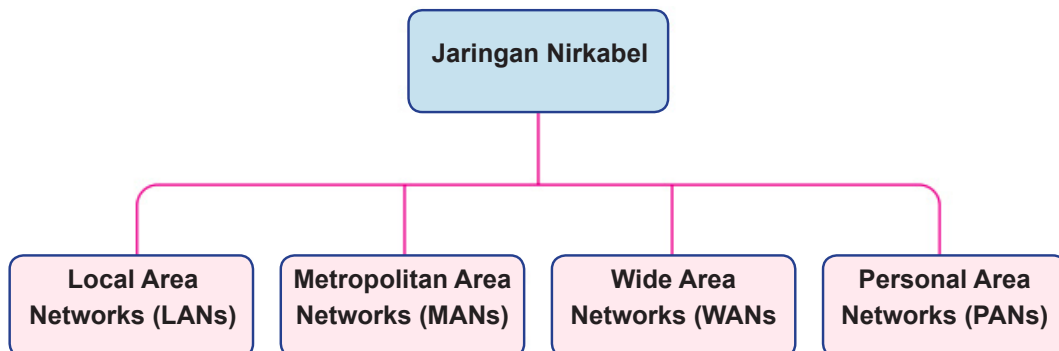 Jaringan Nirkabel
Local Area
Networks (LANs)
Metropolitan Area
Networks (MANs)
Wide Area
Networks (WANs
Personal Area
Networks (PANs)